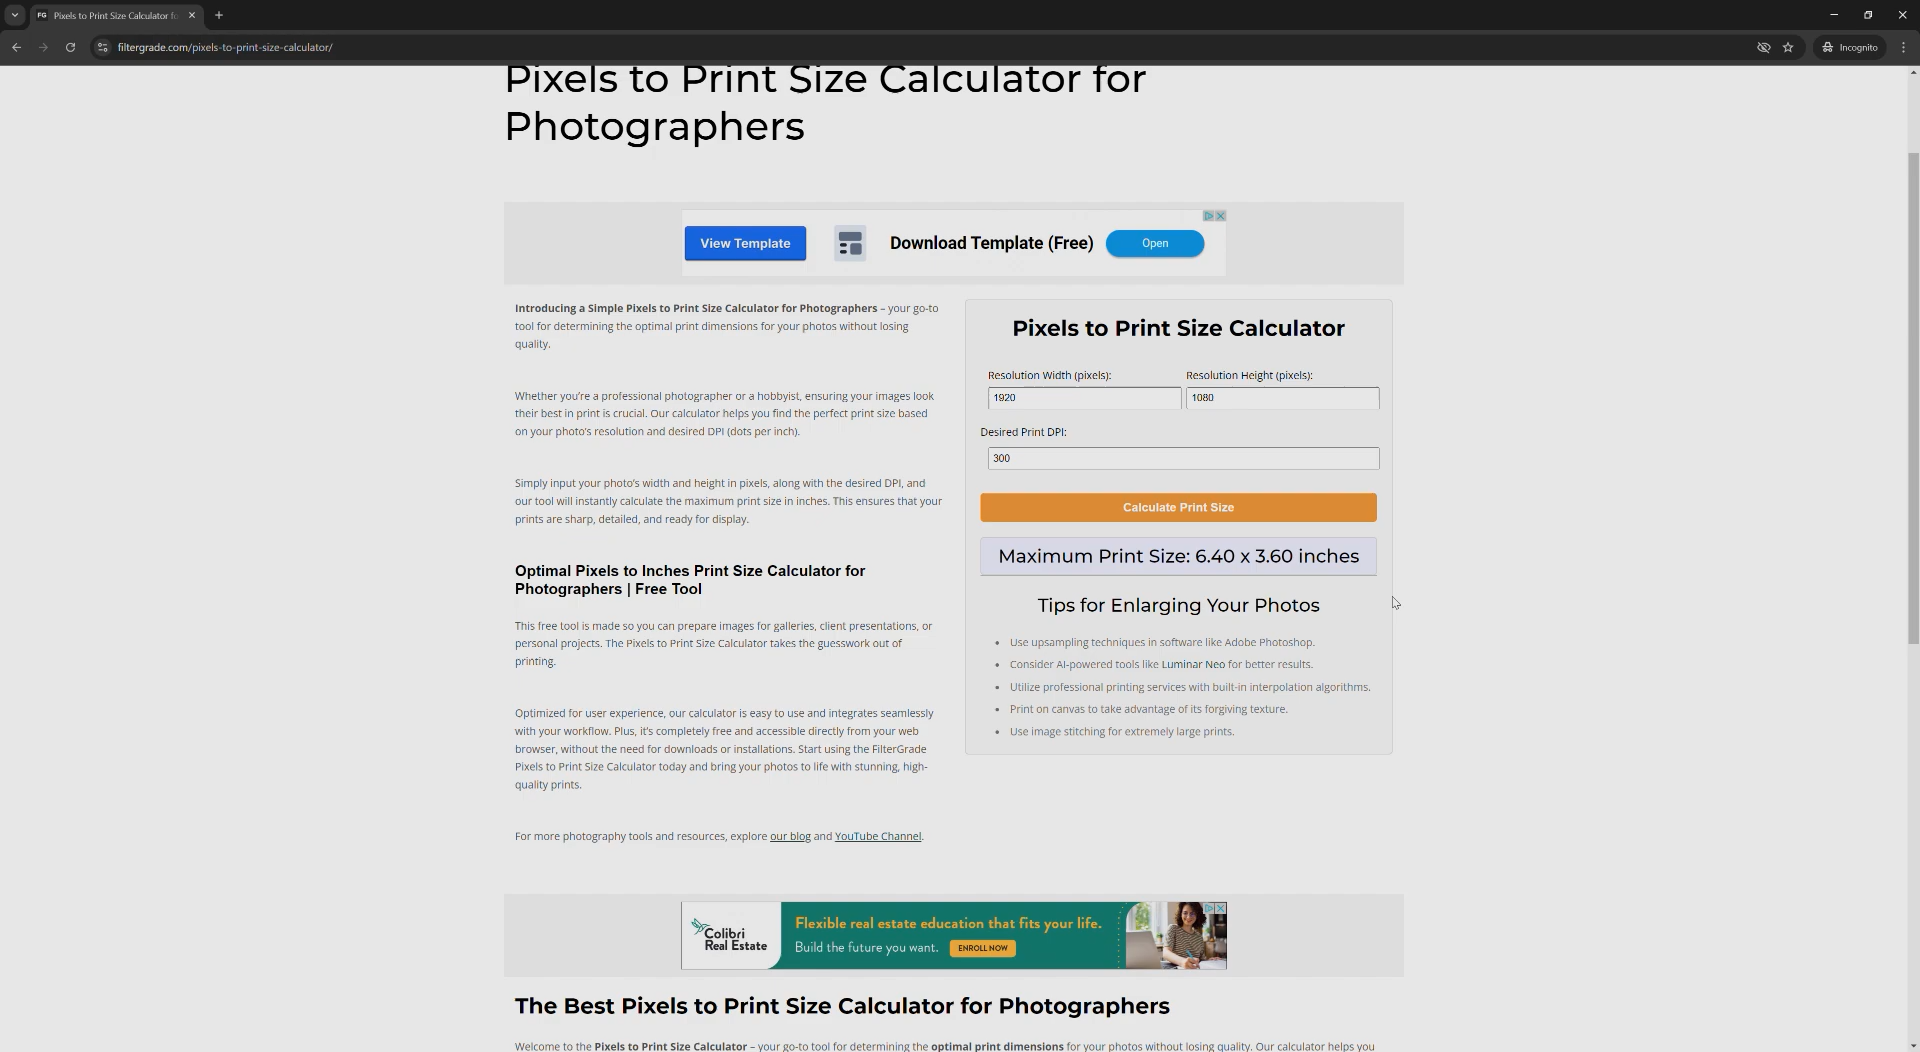 FG Pixels to Print Size Calculator fo
filtergrade.com/pixels-to-print-size-calculator/
Incognito
Pixels to Print Size Calculator for
Photographers
View Template
Download Template (Free)
Open
Introducing a Simple Pixels to Print Size Calculator for Photographers – your go-to
tool for determining the optimal print dimensions for your photos without losing
quality.
Whether you’re a professional photographer or a hobbyist, ensuring your images look
their best in print is crucial. Our calculator helps you find the perfect print size based
on your photo’s resolution and desired DPI (dots per inch).
Simply input your photo’s width and height in pixels, along with the desired DPI, and
our tool will instantly calculate the maximum print size in inches. This ensures that your
prints are sharp, detailed, and ready for display.
Optimal Pixels to Inches Print Size Calculator for
Photographers | Free Tool
This free tool is made so you can prepare images for galleries, client presentations, or
personal projects. The Pixels to Print Size Calculator takes the guesswork out of
printing.
Optimized for user experience, our calculator is easy to use and integrates seamlessly
with your workflow. Plus, it’s completely free and accessible directly from your web
browser, without the need for downloads or installations. Start using the FilterGrade
Pixels to Print Size Calculator today and bring your photos to life with stunning, high-
quality prints.
For more photography tools and resources, explore our blog and YouTube Channel.
Pixels to Print Size Calculator
Resolution Width (pixels): Resolution Height (pixels):
1920 1080
Desired Print DPI:
300
Calculate Print Size
Maximum Print Size: 6.40 x 3.60 inches
Tips for Enlarging Your Photos
• Use upsampling techniques in software like Adobe Photoshop.
• Consider AI-powered tools like Luminar Neo for better results.
• Utilize professional printing services with built-in interpolation algorithms.
• Print on canvas to take advantage of its forgiving texture.
• Use image stitching for extremely large prints.
Colibri
Real Estate
Flexible real estate education that fits your life.
Build the future you want. ENROLL NOW
The Best Pixels to Print Size Calculator for Photographers
Welcome to the Pixels to Print Size Calculator – your go-to tool for determining the optimal print dimensions for your photos without losing quality. Our calculator helps you